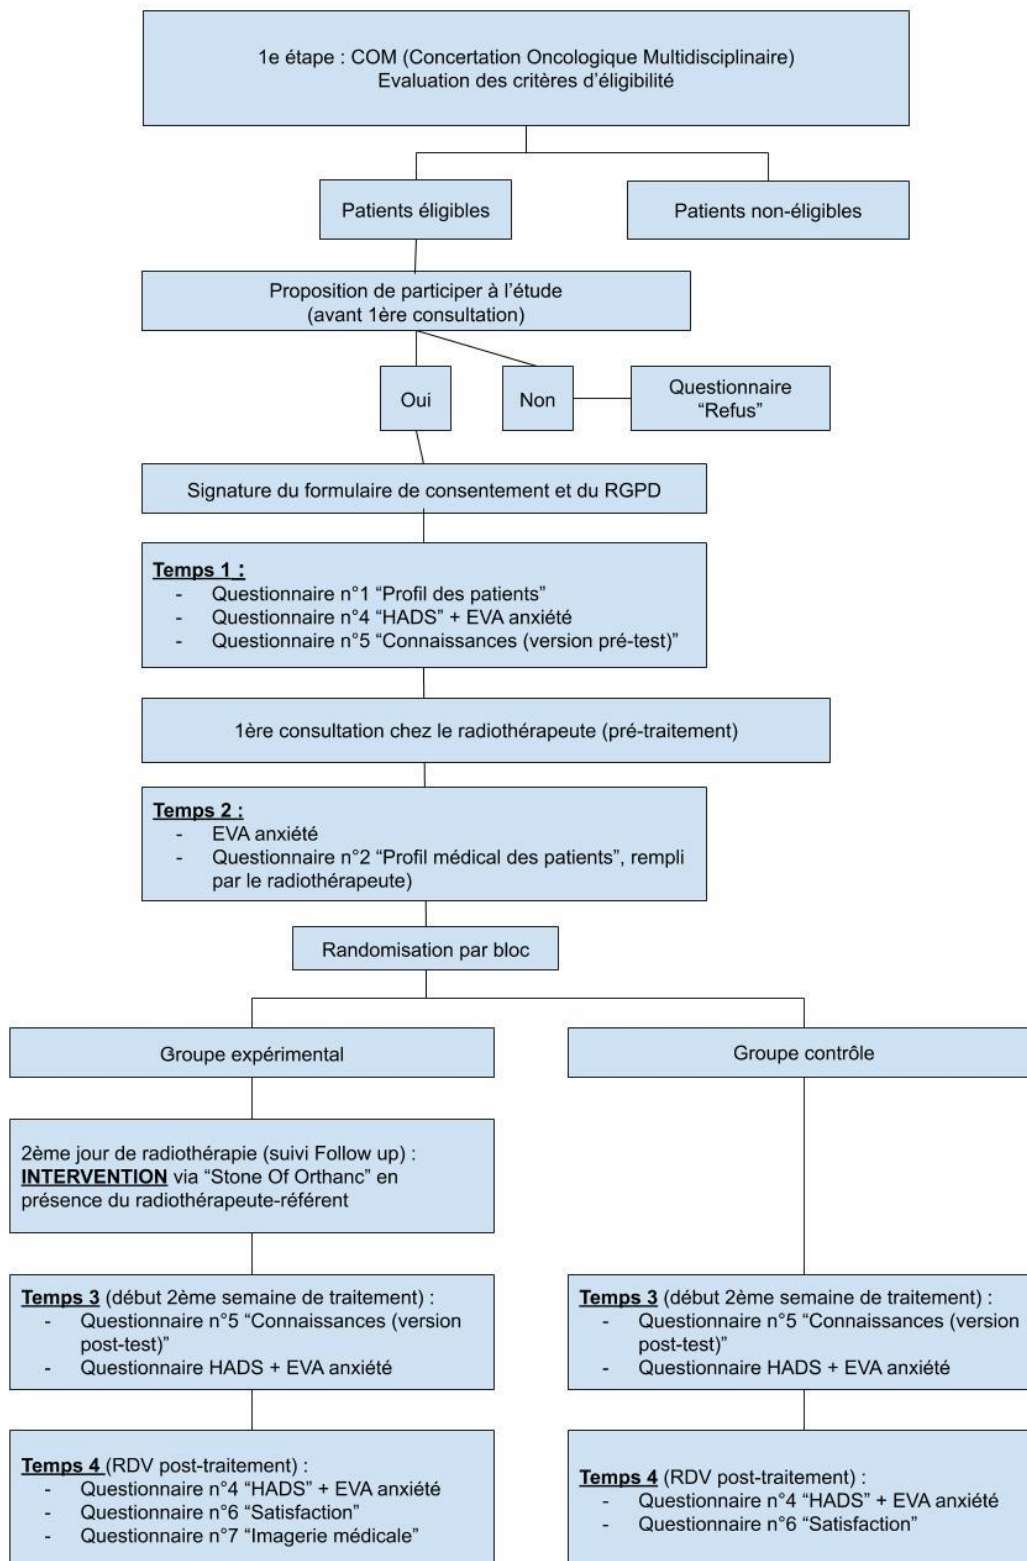 1e étape : COM (Concertation Oncologique Multidisciplinaire)
Evaluation des critères d'éligibilité
Patients éligibles
Patients non-éligibles
Proposition de participer à l'étude
(avant 1ère consultation)
Oui
Non
Questionnaire
“Refus”
Signature du formulaire de consentement et du RGPD
Temps 1 :
- Questionnaire n°1 “Profil des patients”
- Questionnaire n°4 “HADS” + EVA anxiété
- Questionnaire n°5 “Connaissances (version pré-test)”
1ère consultation chez le radiothérapeute (pré-traitement)
Temps 2 :
- EVA anxiété
- Questionnaire n°2 “Profil médical des patients”, rempli
par le radiothérapeute)
Randomisation par bloc
Groupe expérimental
Groupe contrôle
2ème jour de radiothérapie (suivi Follow up) :
INTERVENTION via “Stone Of Orthanc” en
présence du radiothérapeute-référent
Temps 3 (début 2ème semaine de traitement) :
- Questionnaire n°5 “Connaissances (version
post-test)”
- Questionnaire HADS + EVA anxiété
Temps 3 (début 2ème semaine de traitement) :
- Questionnaire n°5 “Connaissances (version
post-test)”
- Questionnaire HADS + EVA anxiété
Temps 4 (RDV post-traitement) :
- Questionnaire n°4 “HADS” + EVA anxiété
- Questionnaire n°6 “Satisfaction”
- Questionnaire n°7 “Imagerie médicale”
Temps 4 (RDV post-traitement) :
- Questionnaire n°4 “HADS” + EVA anxiété
- Questionnaire n°6 “Satisfaction”